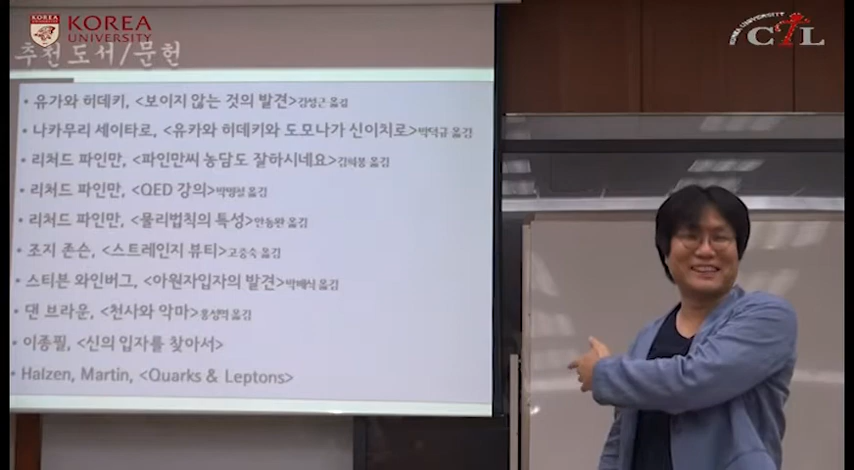 KOREA
UNIVERSITY
KOREA UNIVERSITY
CTL
추천도서/문헌
• 유가와 히데키, <보이지 않는 것의 발견>김성근 옮김
• 나카무리 세이타로, <유카와 히데키와 도모나가 신이치로>박덕규 옮김
• 리처드 파인만, <파인만씨 농담도 잘하시네요>김희봉 옮김
• 리처드 파인만, <QED 강의>박병철 옮김
• 리처드 파인만, <물리법칙의 특성>안동완 옮김
• 조지 존슨, <스트레인지 뷰티>고중숙 옮김
• 스티븐 와인버그, <아원자입자의 발견>박배식 옮김
• 댄 브라운, <천사와 악마>홍성영 옮김
• 이종필, <신의 입자를 찾아서>
• Halzen, Martin, <Quarks & Leptons>